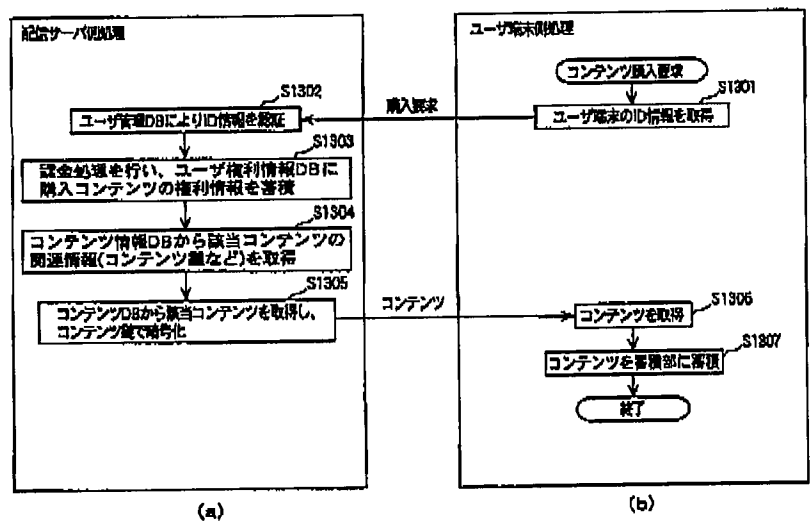 配信サーバ側処理
S1302
ユーザ管理DBによりID情報を認証
S1303
課金処理を行い、ユーザ権利情報DBに
購入コンテンツの権利情報を蓄積
S1304
コンテンツ情報DBから該当コンテンツの
関連情報(コンテンツ鍵など)を取得
S1305
コンテンツDBから該当コンテンツを取得し、
コンテンツ鍵で暗号化
(a)
購入要求
コンテンツ
ユーザ端末側処理
コンテンツ購入要求
S1301
ユーザ端末のID情報を取得
S1306
コンテンツを取得
S1307
コンテンツを蓄積部に蓄積
終了
(b)